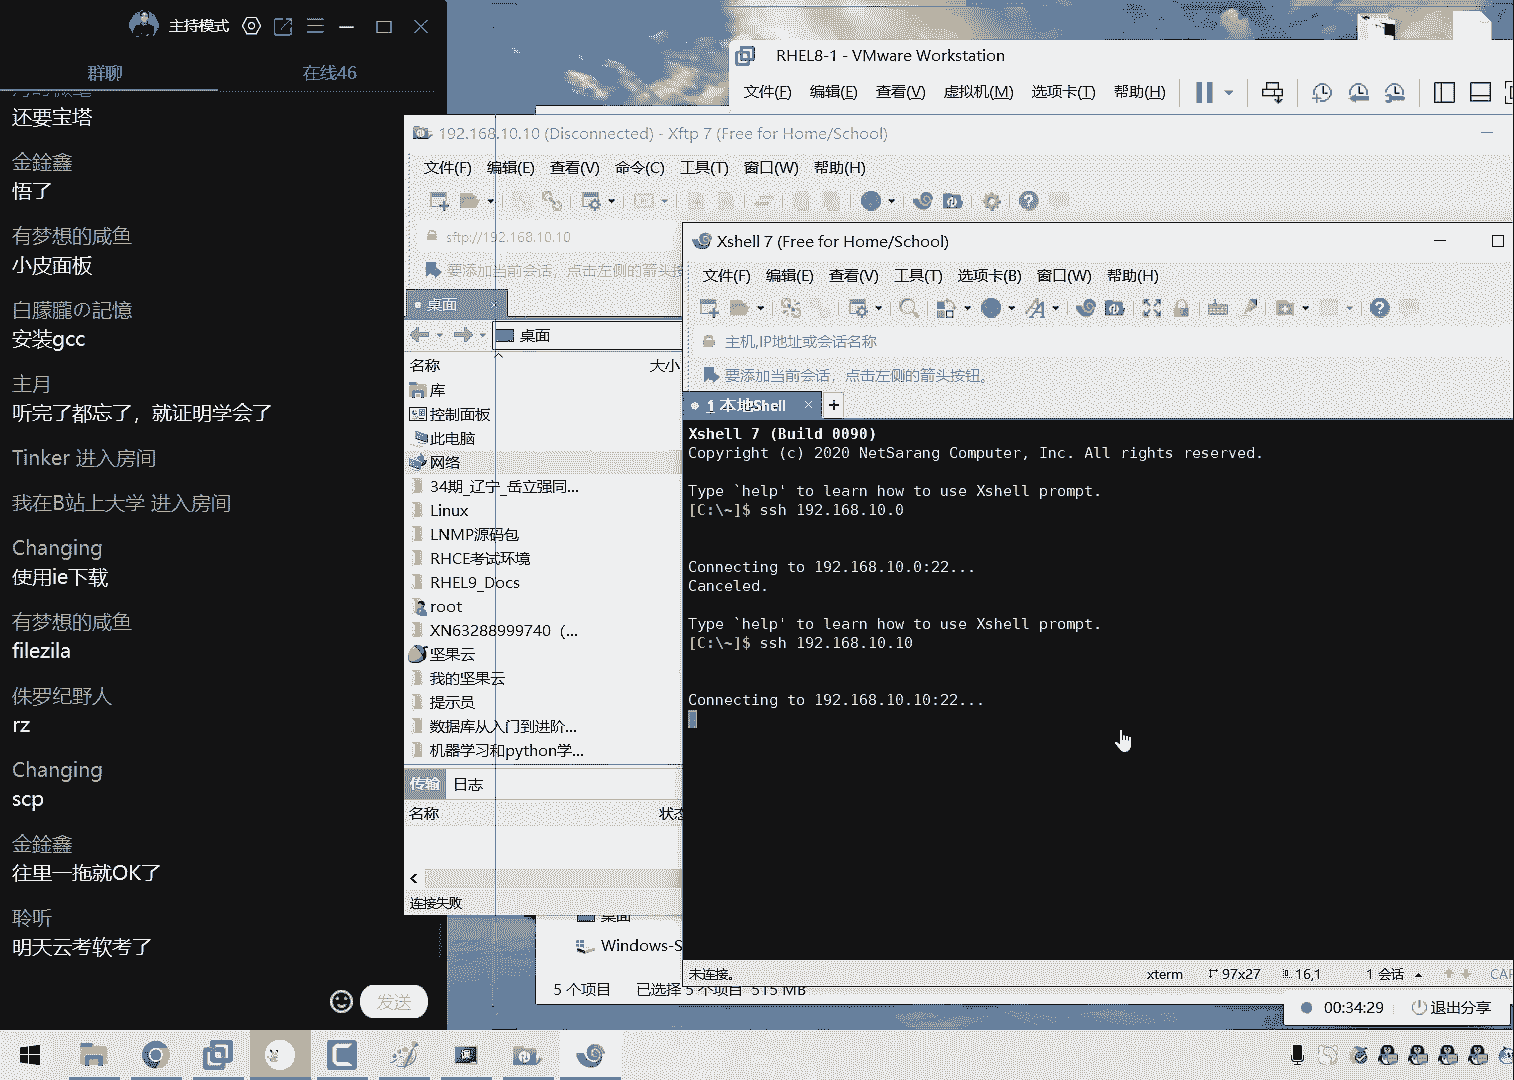 主持模式
群聊
在线46
还要宝塔
金銓鑫
悟了
有梦想的咸鱼
小皮面板
白朦朧の記憶
安装gcc
主月
听完了都忘了，就证明学会了
Tinker 进入房间
我在B站上大学 进入房间
Changing
使用ie下载
有梦想的咸鱼
filezila
侏罗纪野人
rz
Changing
scp
金銓鑫
往里一拖就OK了
聆听
明天云考软考了
发送
RHEL8-1 - VMware Workstation
文件(F) 编辑(E) 查看(V) 虚拟机(M) 选项卡(T) 帮助(H)
192.168.10.10 (Disconnected) - Xftp 7 (Free for Home/School)
文件(F) 编辑(E) 查看(V) 命令(C) 工具(T) 窗口(W) 帮助(H)
sftp://192.168.10.10
要添加当前会话，点击左侧的箭头按
桌面
桌面
名称 大小
库
控制面板
此电脑
网络
34期_辽宁_岳立强同...
Linux
LNMP源码包
RHCE考试环境
RHEL9_Docs
root
XN63288999740（...
坚果云
我的坚果云
提示员
数据库从入门到进阶...
机器学习和python学...
传输 日志
名称 状态
连接失败
桌面
Windows-S
5 个项目 已选择 5 个项目 515 MB
Xshell 7 (Free for Home/School)
文件(F) 编辑(E) 查看(V) 工具(T) 选项卡(B) 窗口(W) 帮助(H)
主机,IP地址或会话名称
要添加当前会话，点击左侧的箭头按钮。
1 本地Shell
Xshell 7 (Build 0090)
Copyright (c) 2020 NetSarang Computer, Inc. All rights reserved.
Type `help' to learn how to use Xshell prompt.
[C:\~]$ ssh 192.168.10.0
Connecting to 192.168.10.0:22...
Canceled.
Type `help' to learn how to use Xshell prompt.
[C:\~]$ ssh 192.168.10.10
Connecting to 192.168.10.10:22...
未连接。 xterm 97x27 16,1 1 会话 CAP
00:34:29 退出分享